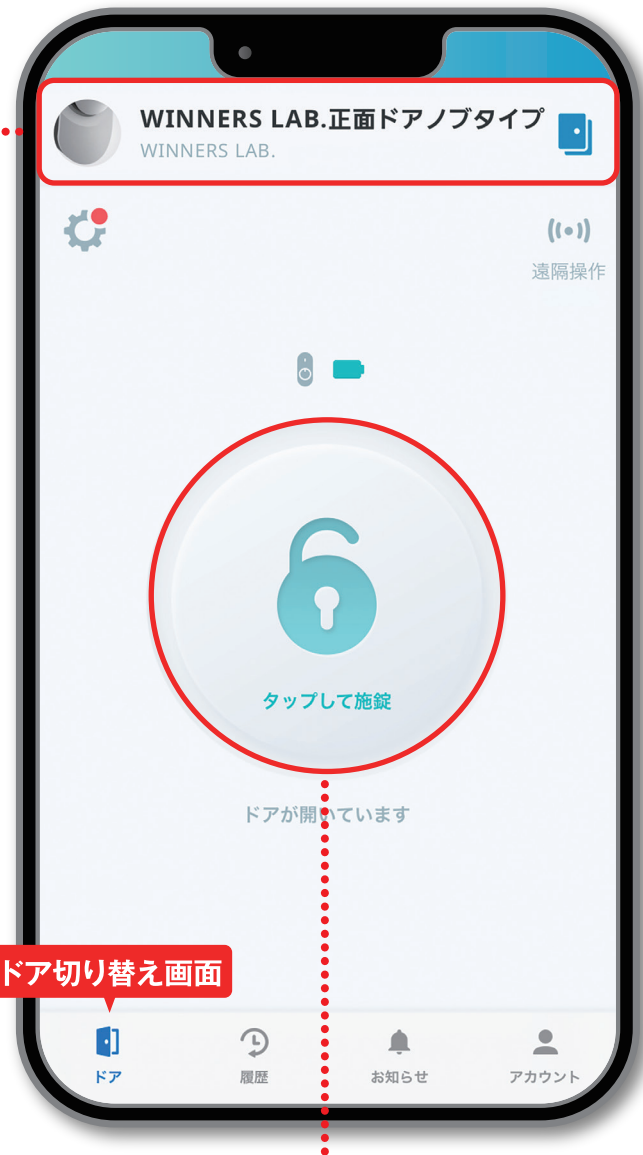 WINNERS LAB.正面ドアノブタイプ
WINNERS LAB.
遠隔操作
タップして施錠
ドアが開いています
ドア切り替え画面
ドア
履歴
お知らせ
アカウント